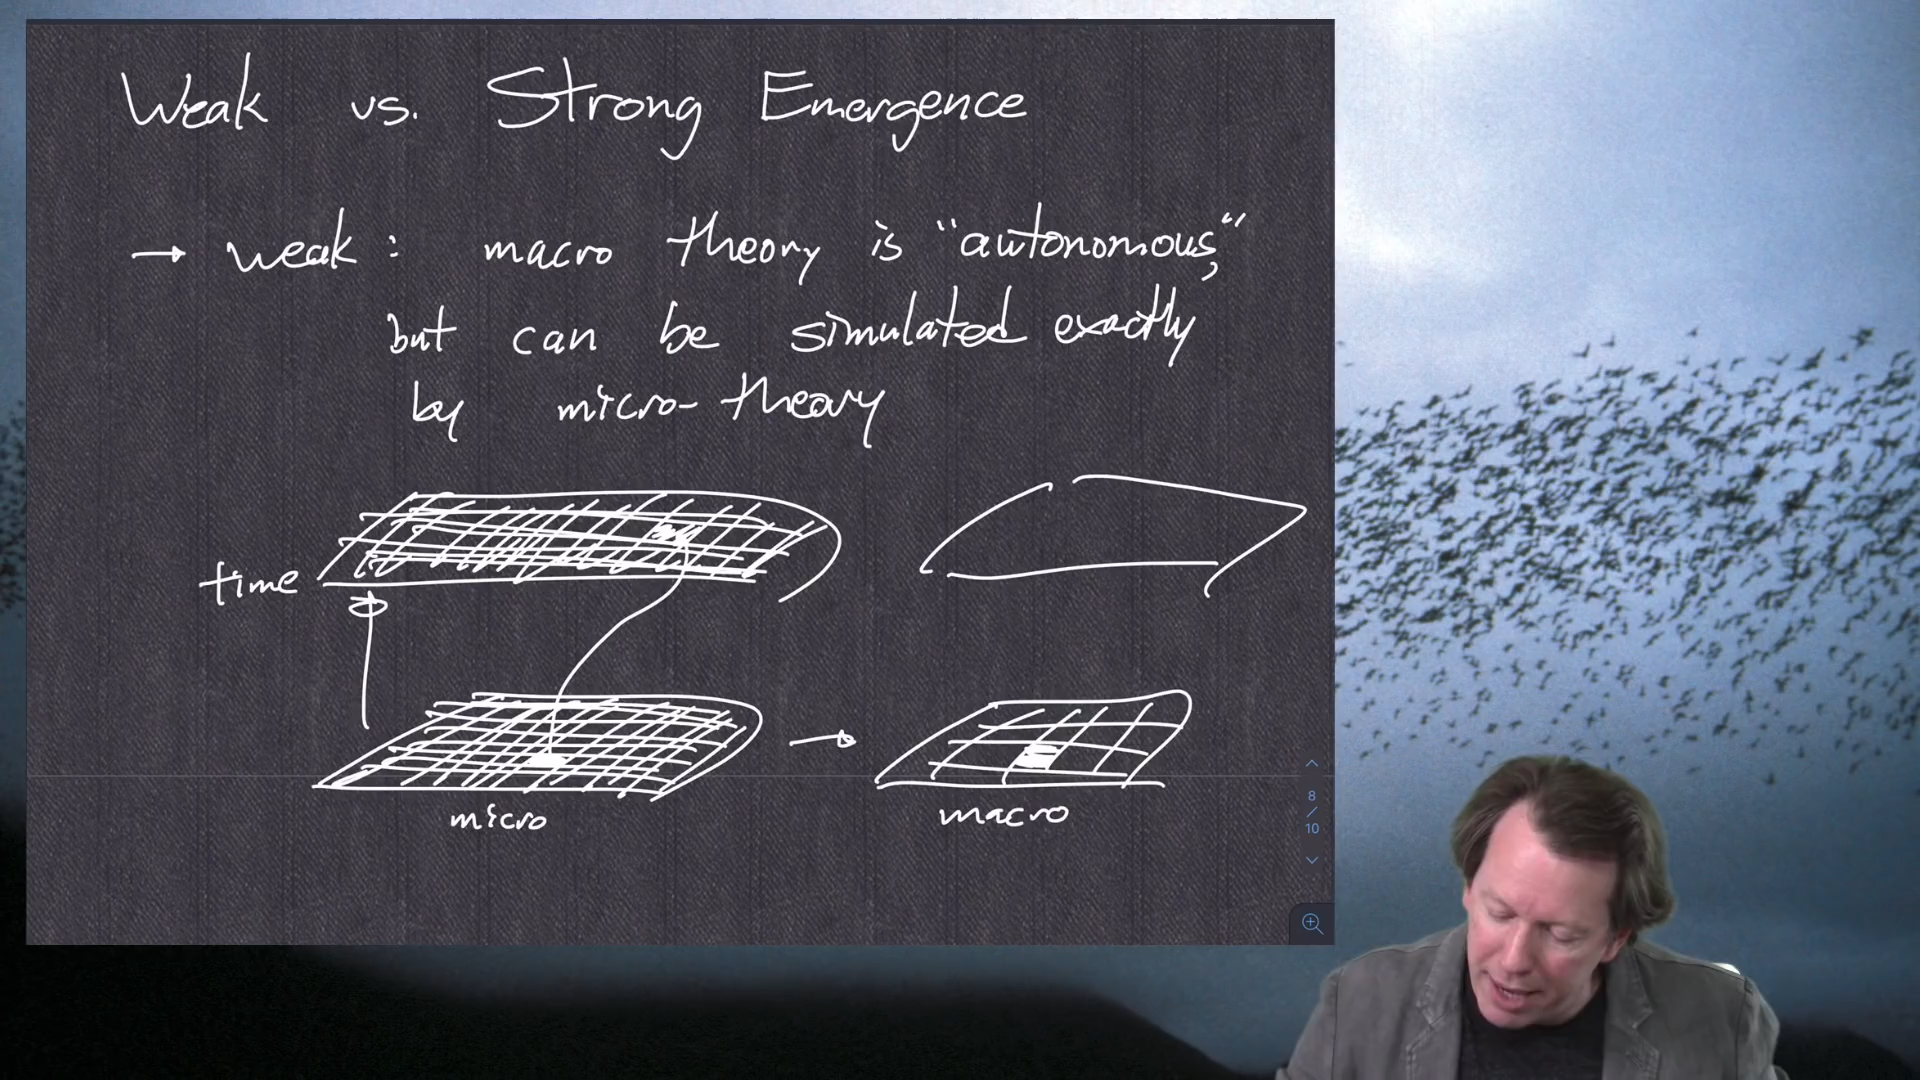 Weak vs. Strong Emergence
→ weak: macro theory is "autonomous,"
but can be simulated exactly
by micro-theory
time
micro → macro
8
/
10